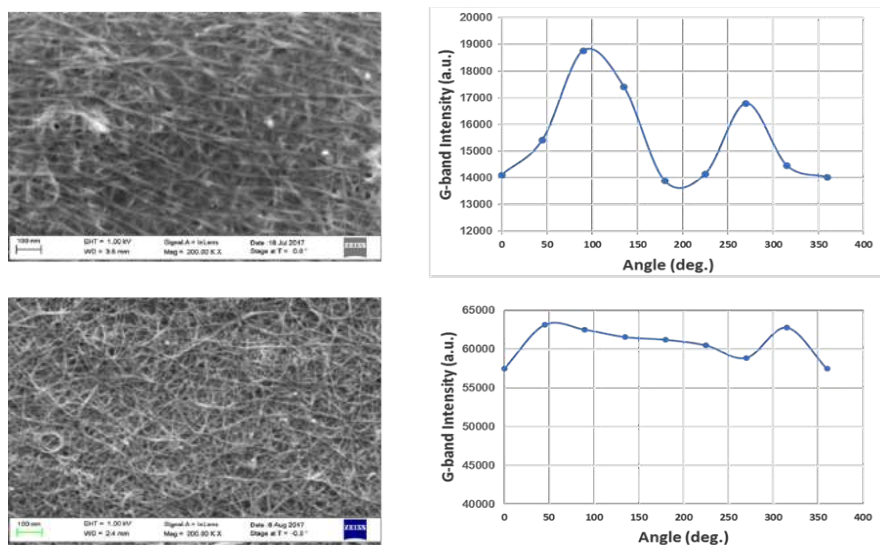 100 nm
EHT = 1.00 kV
Signal A = InLens
Date :18 Jul 2017
WD = 3.6 mm
Mag = 200.00 K X
Stage at T = -0.8°
ZEISS
20000
19000
18000
17000
16000
15000
14000
13000
12000
G-band Intensity (a.u.)
0 50 100 150 200 250 300 350 400
Angle (deg.)
100 nm
EHT = 1.00 kV
Signal A = InLens
Date :8 Aug 2017
WD = 2.4 mm
Mag = 200.00 K X
Stage at T = -0.8°
ZEISS
65000
60000
55000
50000
45000
40000
G-band Intensity (a.u.)
0 50 100 150 200 250 300 350 400
Angle (deg.)